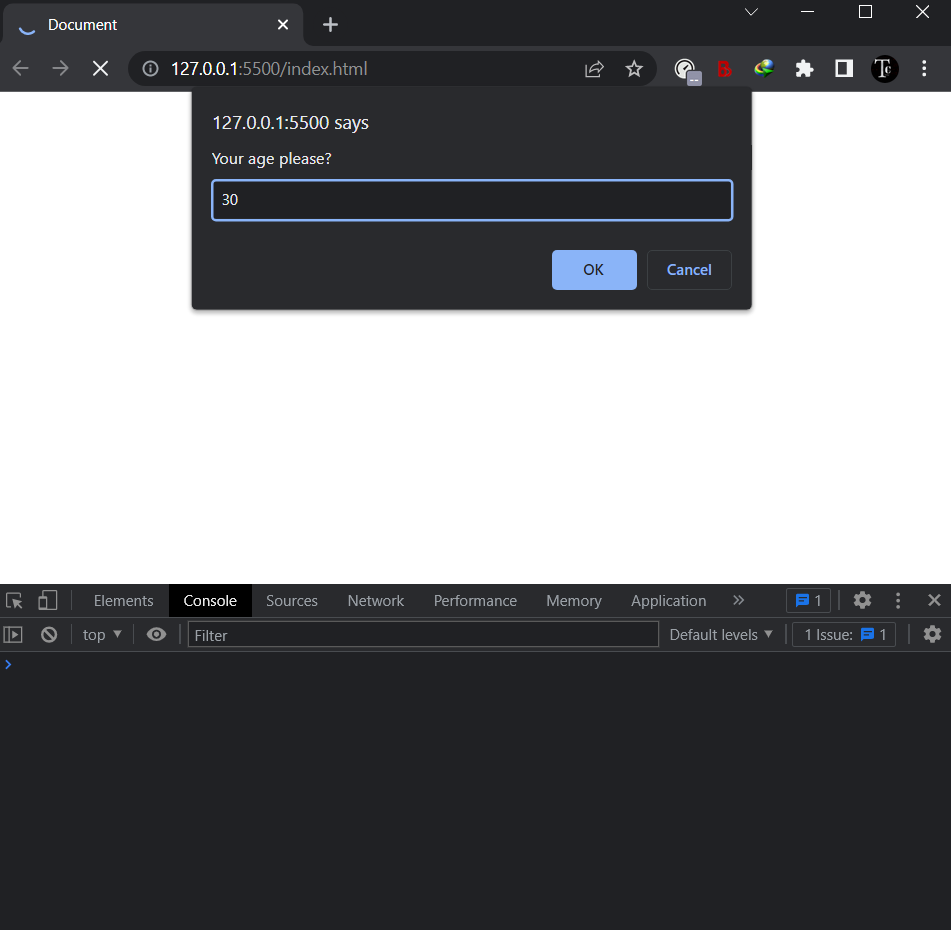 Document
127.0.0.1:5500/index.html
Tc
127.0.0.1:5500 says
Your age please?
30
OK Cancel
Elements Console Sources Network Performance Memory Application » 1
top Filter Default levels 1 Issue: 1